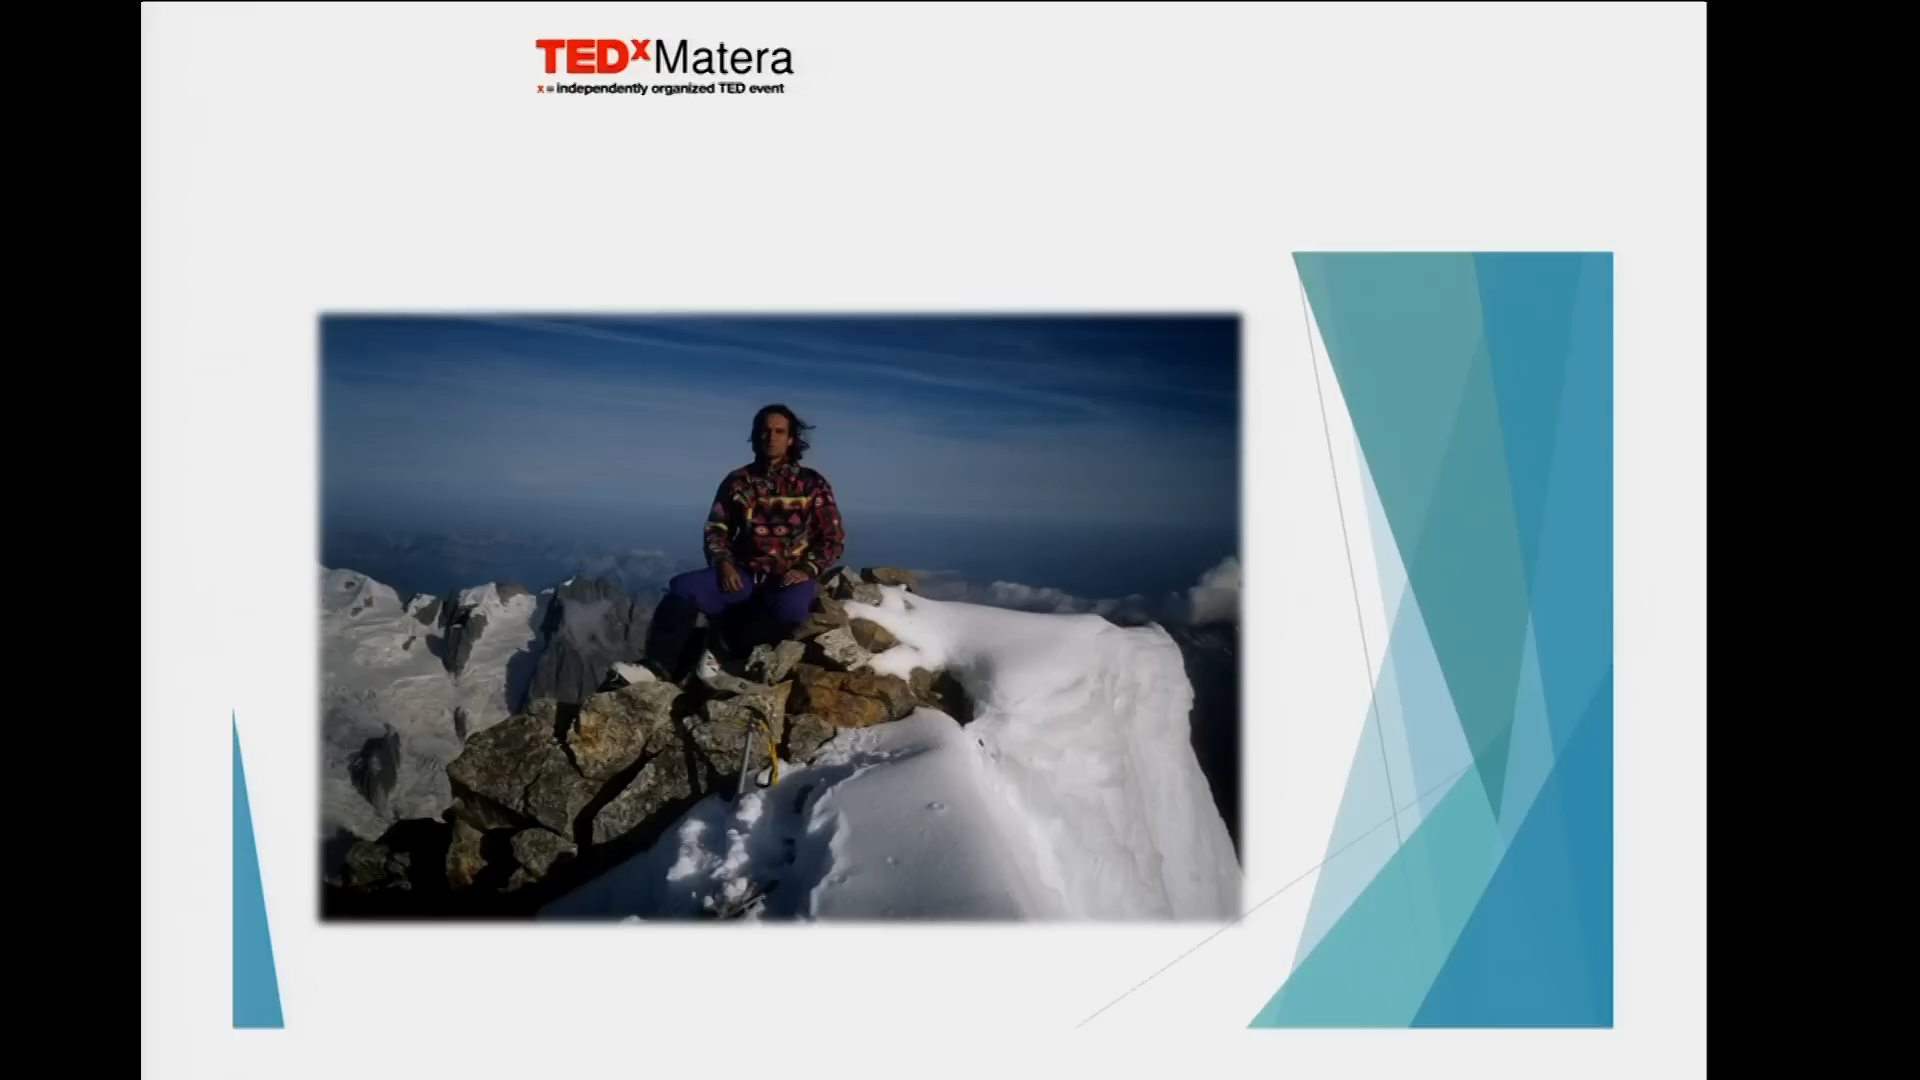 TEDxMatera
x = independently organized TED event